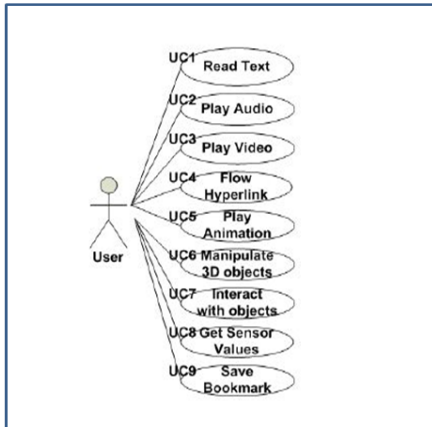 UC1
Read Text
UC2
Play Audio
UC3
Play Video
UC4
Flow
Hyperlink
UC5
Play
Animation
UC6 Manipulate
3D objects
UC7
Interact
with objects
UC8 Get Sensor
Values
UC9
Save
Bookmark
User